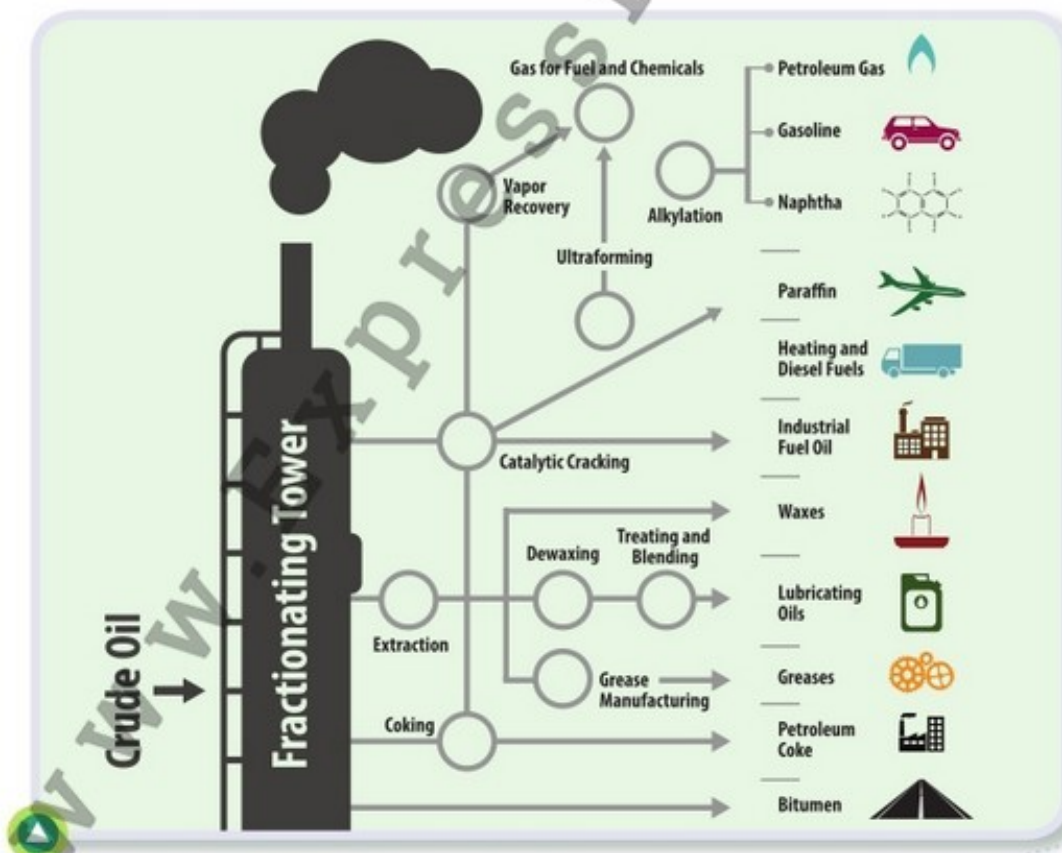 Gas for Fuel and Chemicals
Petroleum Gas
Gasoline
Vapor
Recovery
Naphtha
Alkylation
Ultraforming
Paraffin
Heating and
Diesel Fuels
Industrial
Fuel Oil
Catalytic Cracking
Fractionating Tower
Waxes
Treating and
Blending
Dewaxing
Lubricating
Oils
Extraction
Crude Oil
Grease
Manufacturing
Greases
Coking
Petroleum
Coke
Bitumen
www.Express